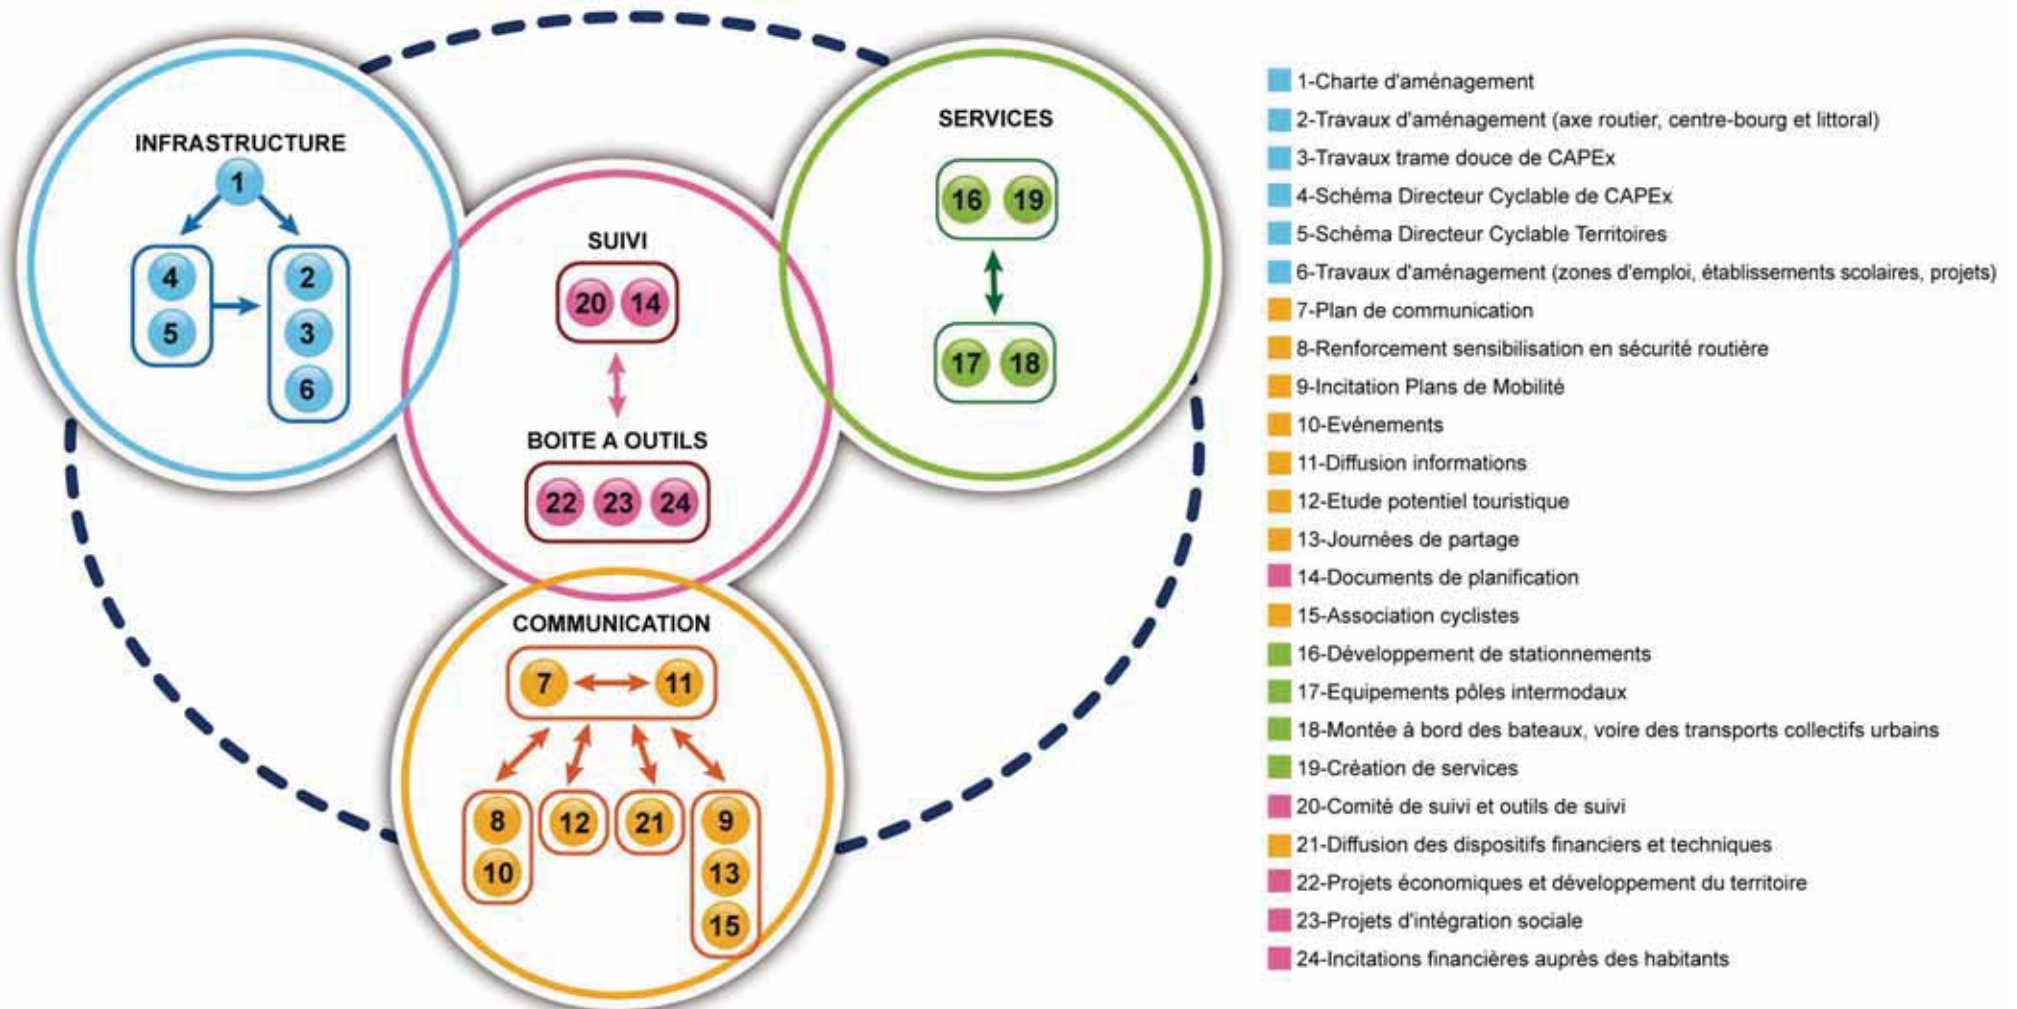 INFRASTRUCTURE
1
4
5
2
3
6
SUIVI
20 14
BOITE A OUTILS
22 23 24
SERVICES
16 19
17 18
COMMUNICATION
7 11
8
10
12
21
9
13
15
1-Charte d'aménagement
2-Travaux d'aménagement (axe routier, centre-bourg et littoral)
3-Travaux trame douce de CAPEx
4-Schéma Directeur Cyclable de CAPEx
5-Schéma Directeur Cyclable Territoires
6-Travaux d'aménagement (zones d'emploi, établissements scolaires, projets)
7-Plan de communication
8-Renforcement sensibilisation en sécurité routière
9-Incitation Plans de Mobilité
10-Evénements
11-Diffusion informations
12-Etude potentiel touristique
13-Journées de partage
14-Documents de planification
15-Association cyclistes
16-Développement de stationnements
17-Equipements pôles intermodaux
18-Montée à bord des bateaux, voire des transports collectifs urbains
19-Création de services
20-Comité de suivi et outils de suivi
21-Diffusion des dispositifs financiers et techniques
22-Projets économiques et développement du territoire
23-Projets d'intégration sociale
24-Incitations financières auprès des habitants